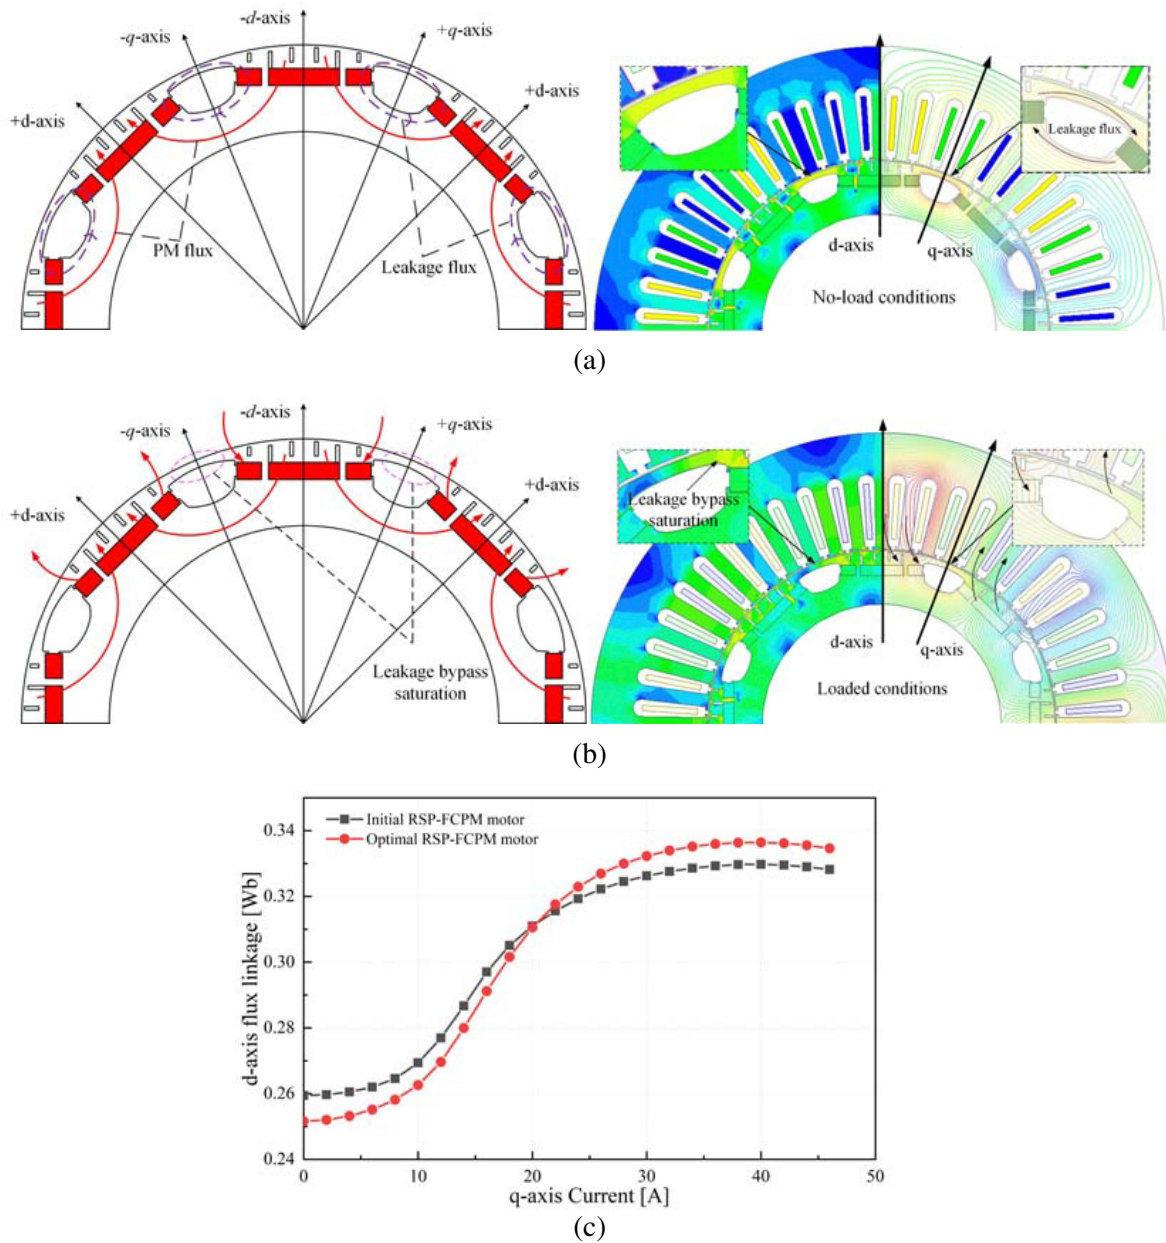 -d-axis
-q-axis
+q-axis
+d-axis
+d-axis
PM flux
Leakage flux
Leakage flux
d-axis
q-axis
No-load conditions
(a)
-d-axis
-q-axis
+q-axis
+d-axis
+d-axis
Leakage bypass
saturation
Leakage bypass
saturation
d-axis
q-axis
Loaded conditions
(b)
Initial RSP-FCPM motor
Optimal RSP-FCPM motor
0.34
0.32
0.30
0.28
0.26
0.24
d-axis flux linkage [Wb]
0
10
20
30
40
50
q-axis Current [A]
(c)